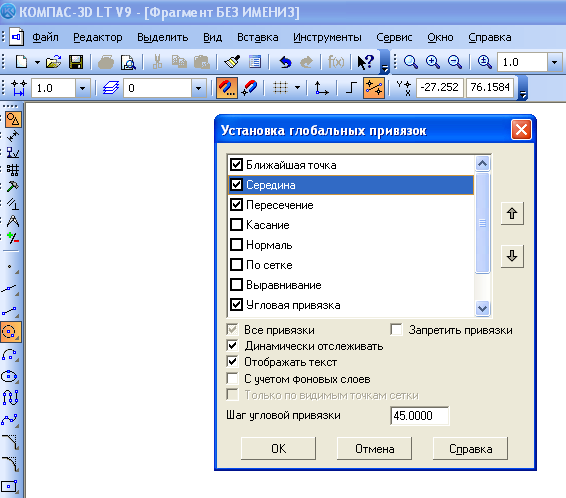 КОМПАС-3D LT V9 - [Фрагмент БЕЗ ИМЕНИ3]
Файл Редактор Выделить Вид Вставка Инструменты Сервис Окно Справка
f(x) 1.0
1.0 0 -27.252 76.1584
Установка глобальных привязок
Ближайшая точка
Середина
Пересечение
Касание
Нормаль
По сетке
Выравнивание
Угловая привязка
Все привязки Запретить привязки
Динамически отслеживать
Отображать текст
С учетом фоновых слоев
Только по видимым точкам сетки
Шаг угловой привязки 45.0000
OK Отмена Справка